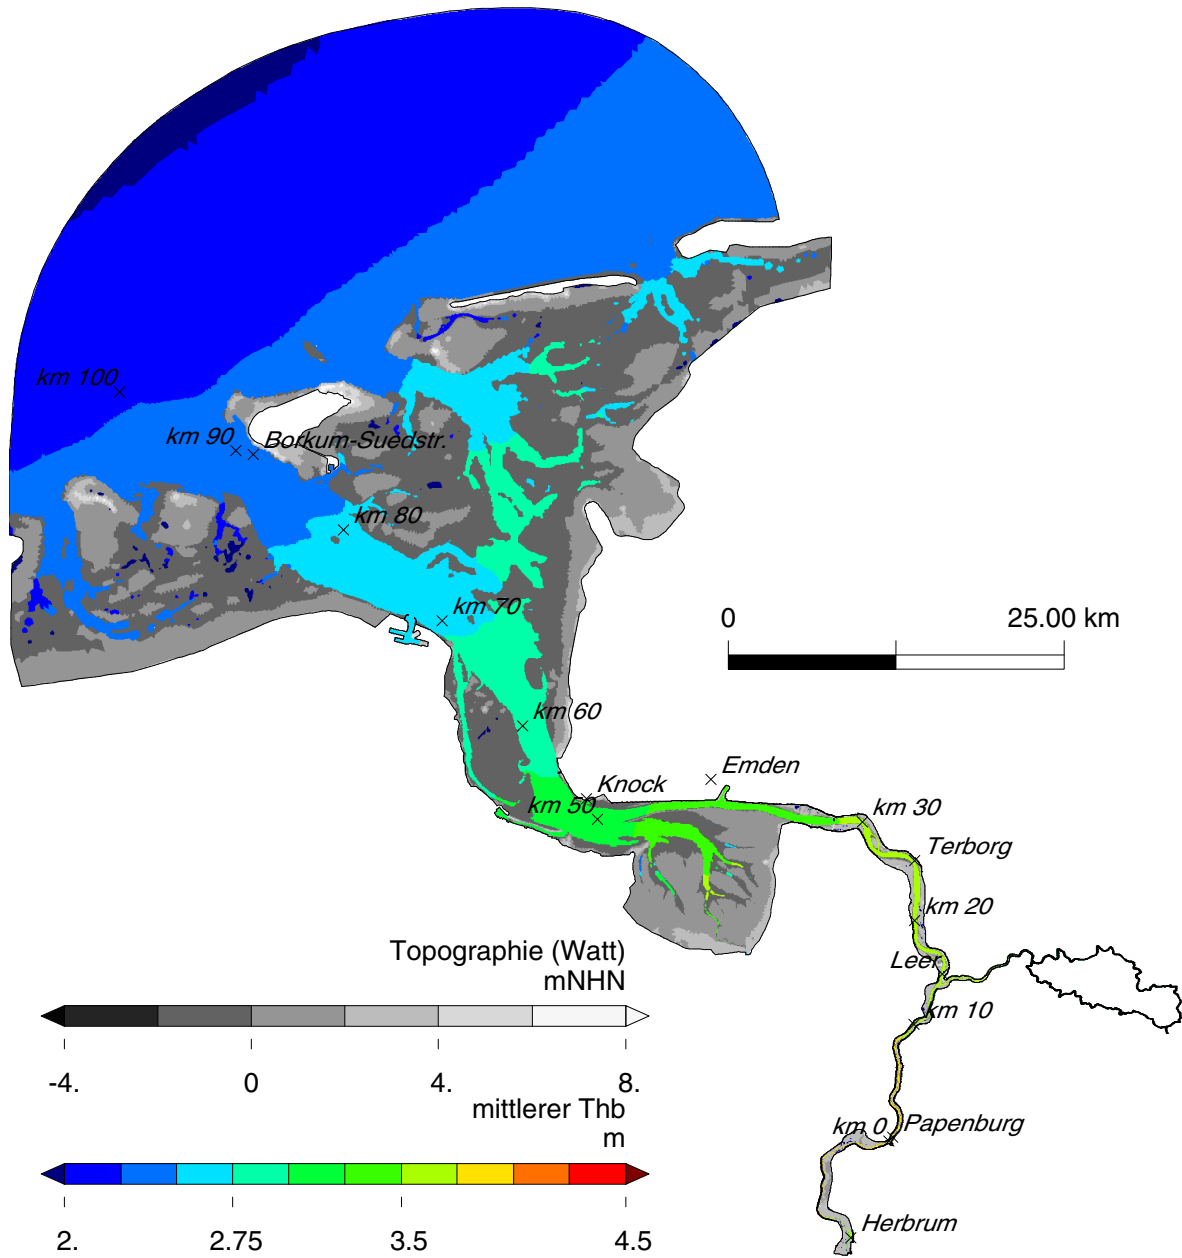 km 100
km 90
Borkum-Suedstr.
km 80
km 70
0 25.00 km
km 60
Emden
Knock
km 50
km 30
Terborg
km 20
Leer
km 10
Topographie (Watt)
mNHN
-4. 0 4. 8.
mittlerer Thb
m
km 0
Papenburg
Herbrum
2. 2.75 3.5 4.5